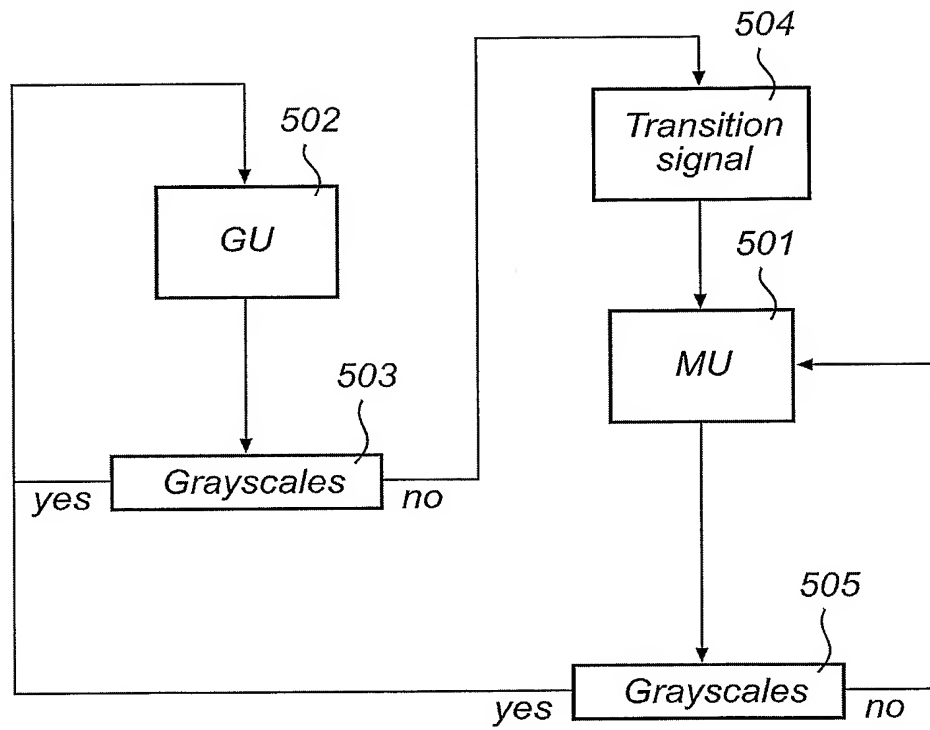 504
Transition
signal
502
GU
501
MU
503
Grayscales
yes
no
505
Grayscales
yes
no